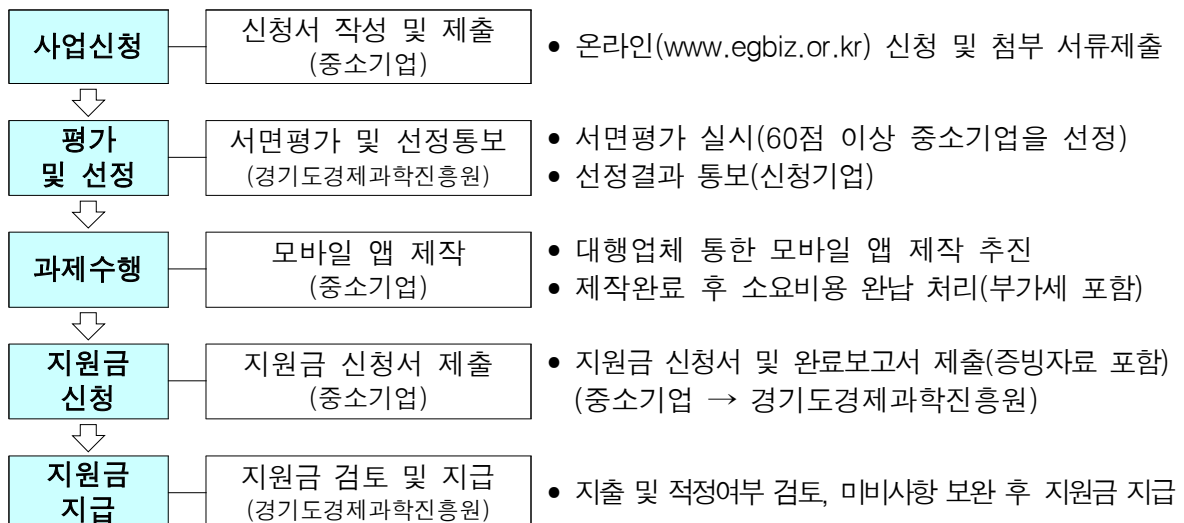 사업신청
신청서 작성 및 제출
(중소기업)
• 온라인(www.egbiz.or.kr) 신청 및 첨부 서류제출
평가
및 선정
서면평가 및 선정통보
(경기도경제과학진흥원)
• 서면평가 실시(60점 이상 중소기업을 선정)
• 선정결과 통보(신청기업)
과제수행
모바일 앱 제작
(중소기업)
• 대행업체 통한 모바일 앱 제작 추진
• 제작완료 후 소요비용 완납 처리(부가세 포함)
지원금
신청
지원금 신청서 제출
(중소기업)
• 지원금 신청서 및 완료보고서 제출(증빙자료 포함)
(중소기업 → 경기도경제과학진흥원)
지원금
지급
지원금 검토 및 지급
(경기도경제과학진흥원)
• 지출 및 적정여부 검토, 미비사항 보완 후 지원금 지급